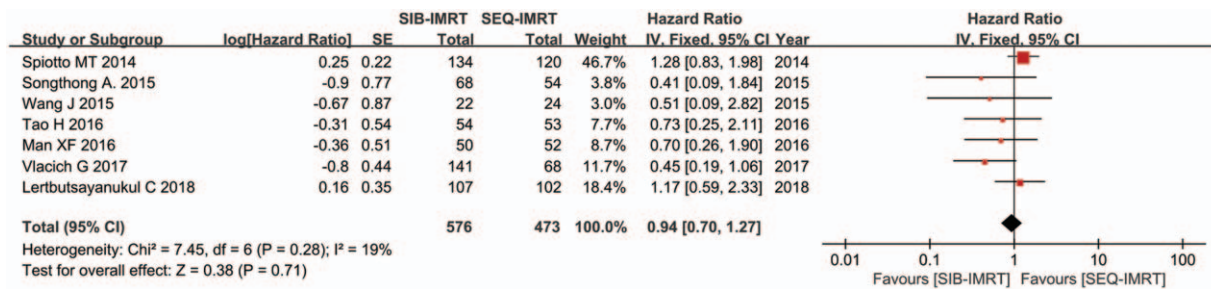 SIB-IMRT SEQ-IMRT Hazard Ratio Hazard Ratio
Study or Subgroup log[Hazard Ratio] SE Total Total Weight IV, Fixed, 95% CI Year IV, Fixed, 95% CI
Spiotto MT 2014 0.25 0.22 134 120 46.7% 1.28 [0.83, 1.98] 2014
Songthong A. 2015 -0.9 0.77 68 54 3.8% 0.41 [0.09, 1.84] 2015
Wang J 2015 -0.67 0.87 22 24 3.0% 0.51 [0.09, 2.82] 2015
Tao H 2016 -0.31 0.54 54 53 7.7% 0.73 [0.25, 2.11] 2016
Man XF 2016 -0.36 0.51 50 52 8.7% 0.70 [0.26, 1.90] 2016
Vlacich G 2017 -0.8 0.44 141 68 11.7% 0.45 [0.19, 1.06] 2017
Lertbutsayanukul C 2018 0.16 0.35 107 102 18.4% 1.17 [0.59, 2.33] 2018
Total (95% CI) 576 473 100.0% 0.94 [0.70, 1.27]
Heterogeneity: Chi² = 7.45, df = 6 (P = 0.28); I² = 19%
Test for overall effect: Z = 0.38 (P = 0.71)
0.01 0.1 1 10 100
Favours [SIB-IMRT] Favours [SEQ-IMRT]